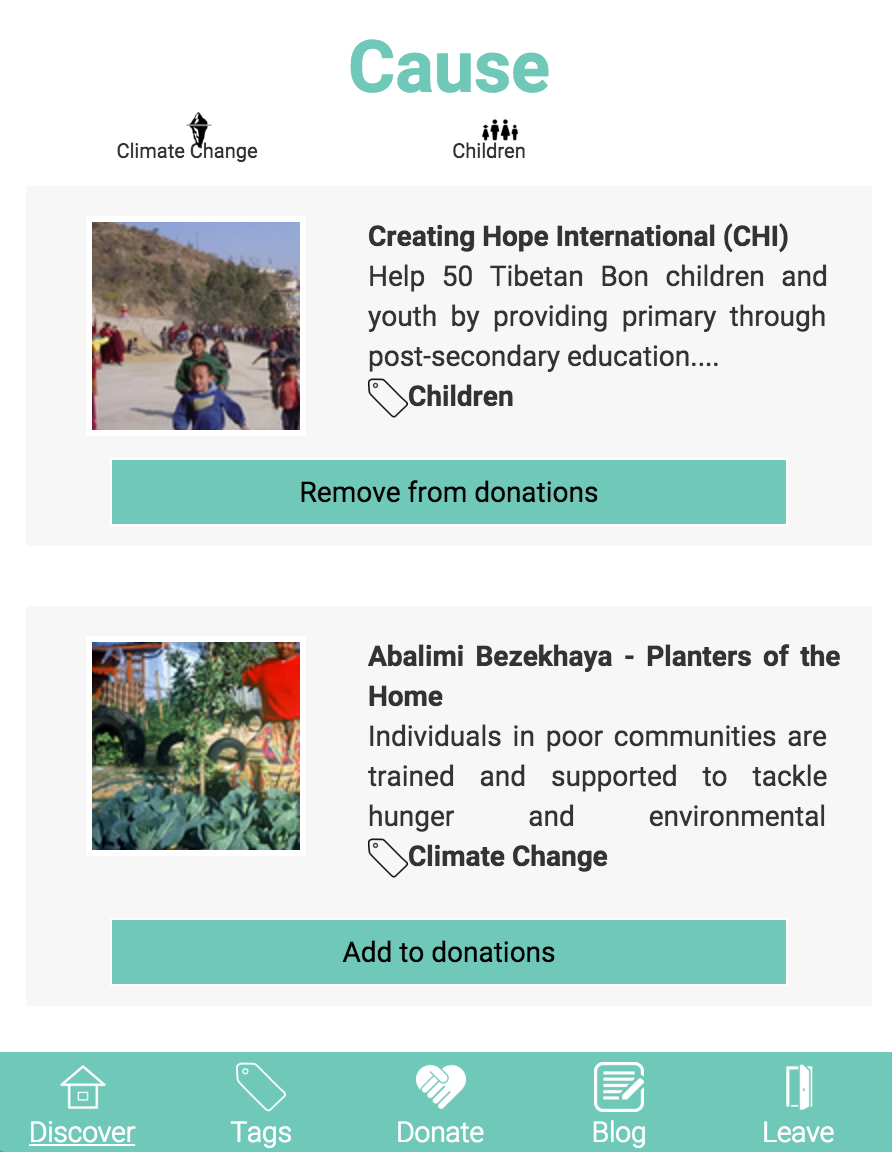 Cause
Climate Change
Children
Creating Hope International (CHI)
Help 50 Tibetan Bon children and
youth by providing primary through
post-secondary education....
Children
Remove from donations
Abalimi Bezekhaya - Planters of the
Home
Individuals in poor communities are
trained and supported to tackle
hunger and environmental
Climate Change
Add to donations
Discover
Tags
Donate
Blog
Leave